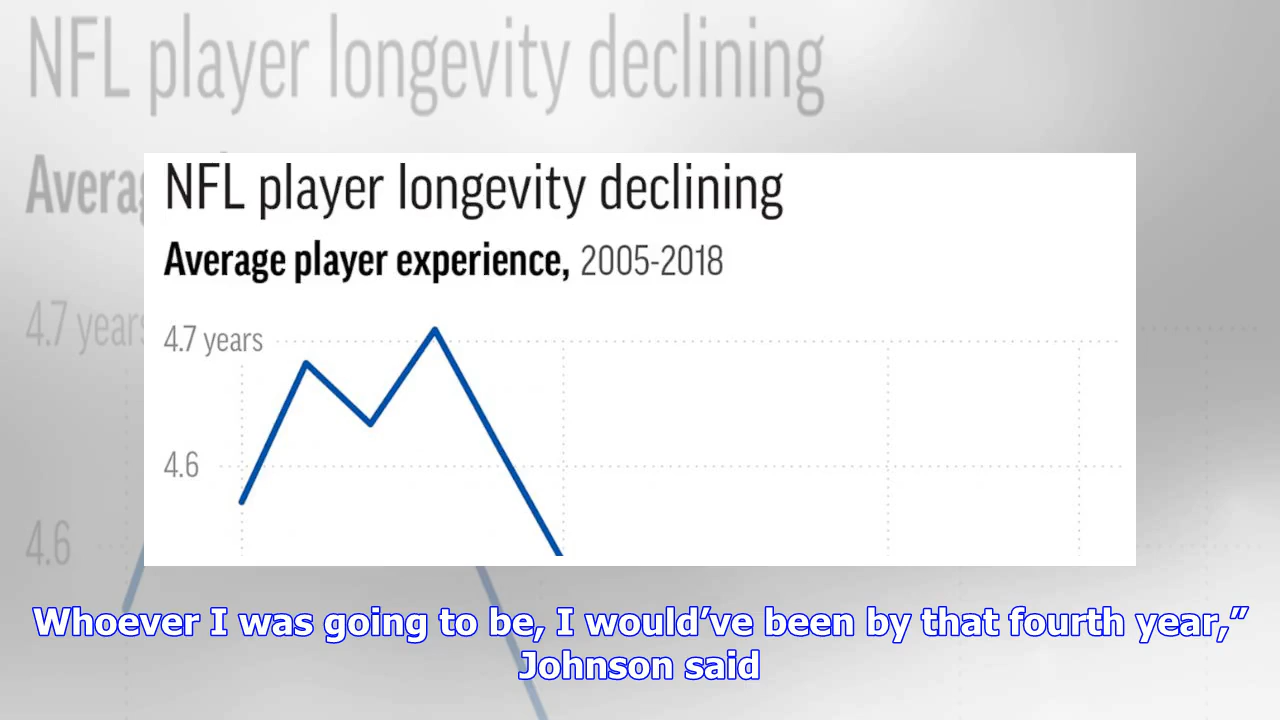 NFL player longevity declining
Avera
4.7 years
4.6
NFL player longevity declining
Average player experience, 2005-2018
4.7 years
4.6
Whoever I was going to be, I would’ve been by that fourth year,”
Johnson said